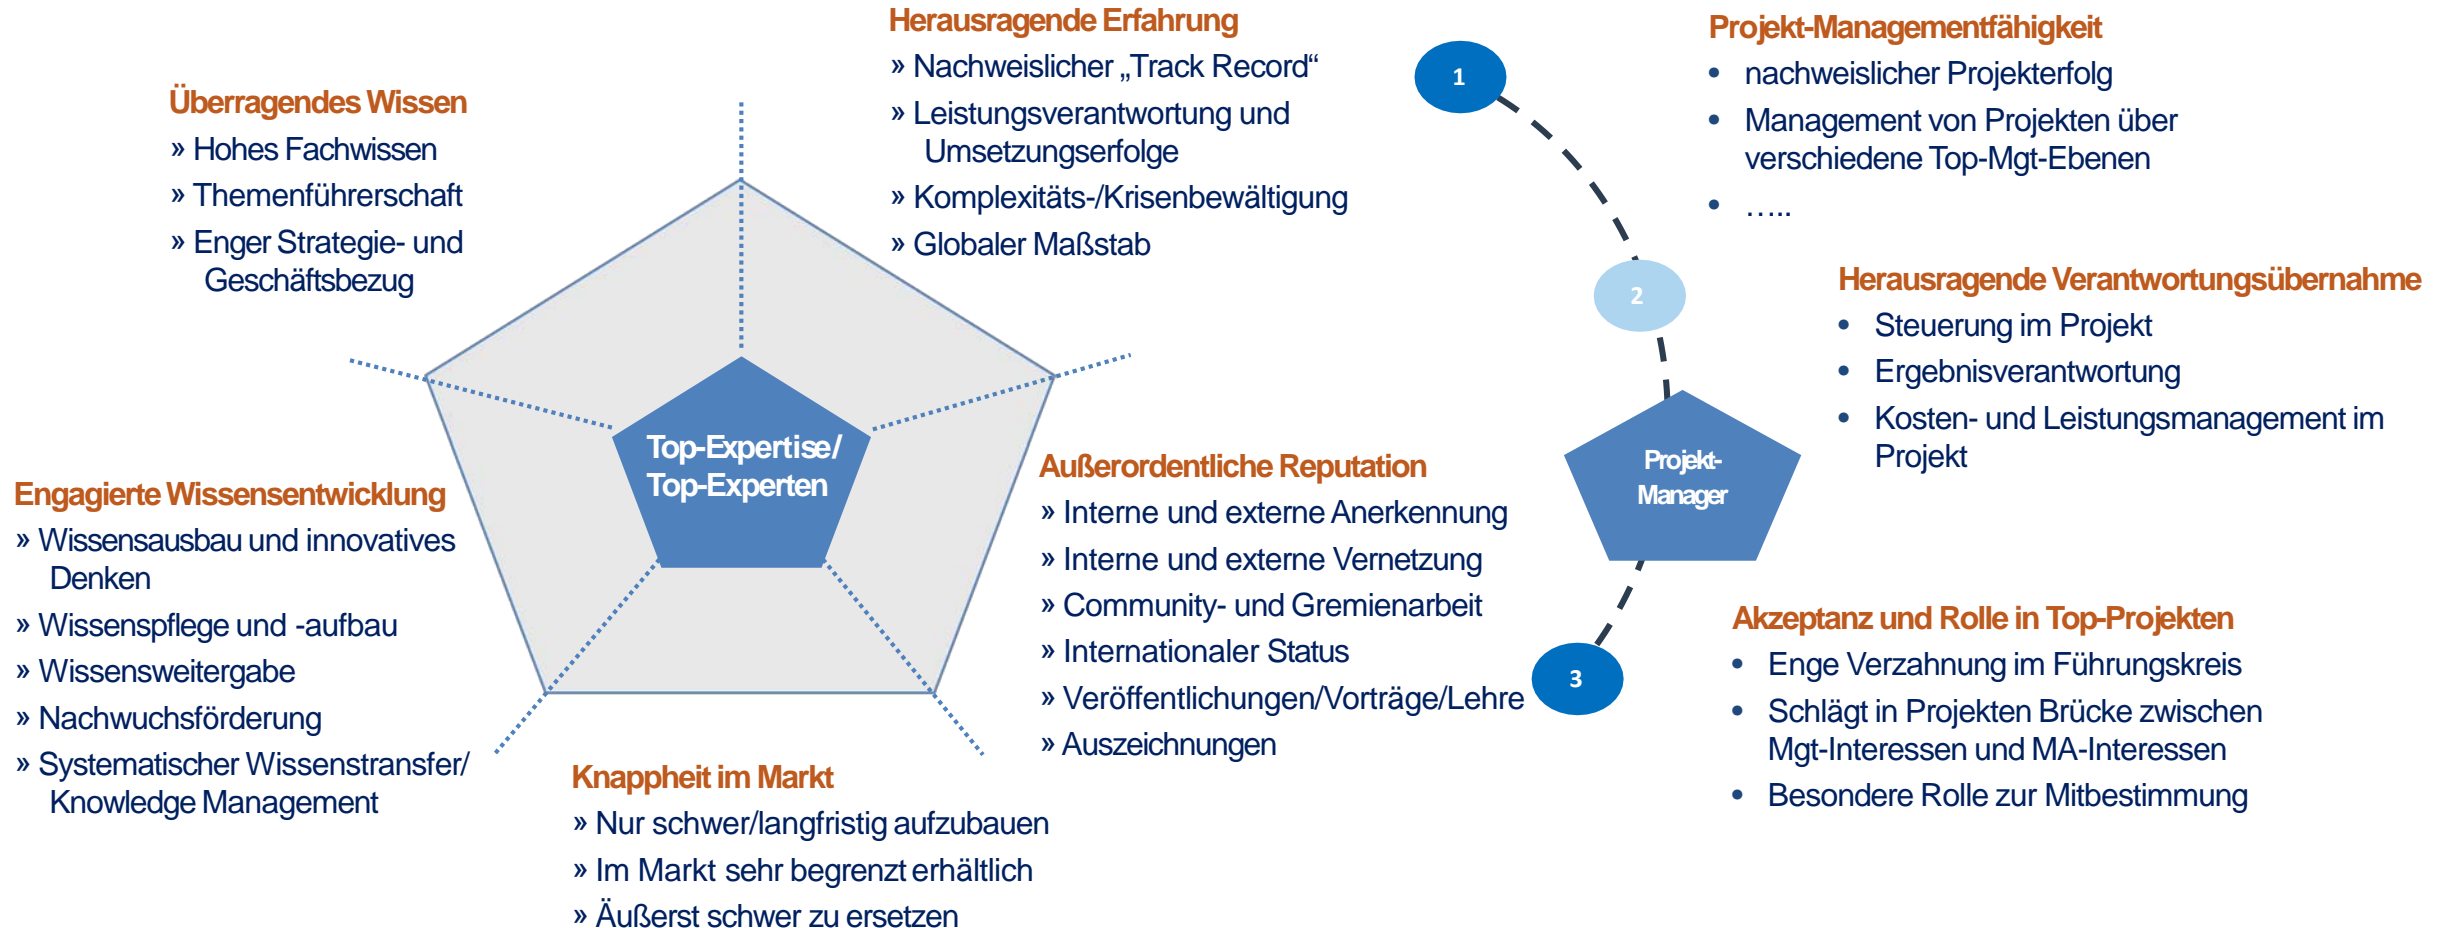 Überragendes Wissen
» Hohes Fachwissen
» Themenführerschaft
» Enger Strategie- und
Geschäftsbezug
Herausragende Erfahrung
» Nachweislicher „Track Record“
» Leistungsverantwortung und
Umsetzungserfolge
» Komplexitäts-/Krisenbewältigung
» Globaler Maßstab
Top-Expertise/
Top-Experten
Engagierte Wissensentwicklung
» Wissensausbau und innovatives
Denken
» Wissenspflege und -aufbau
» Wissensweitergabe
» Nachwuchsförderung
» Systematischer Wissenstransfer/
Knowledge Management
Außerordentliche Reputation
» Interne und externe Anerkennung
» Interne und externe Vernetzung
» Community- und Gremienarbeit
» Internationaler Status
» Veröffentlichungen/Vorträge/Lehre
» Auszeichnungen
Knappheit im Markt
» Nur schwer/langfristig aufzubauen
» Im Markt sehr begrenzt erhältlich
» Äußerst schwer zu ersetzen
1
Projekt-Managementfähigkeit
• nachweislicher Projekterfolg
• Management von Projekten über
verschiedene Top-Mgt-Ebenen
• …..
2
Herausragende Verantwortungsübernahme
• Steuerung im Projekt
• Ergebnisverantwortung
• Kosten- und Leistungsmanagement im
Projekt
Projekt-
Manager
3
Akzeptanz und Rolle in Top-Projekten
• Enge Verzahnung im Führungskreis
• Schlägt in Projekten Brücke zwischen
Mgt-Interessen und MA-Interessen
• Besondere Rolle zur Mitbestimmung